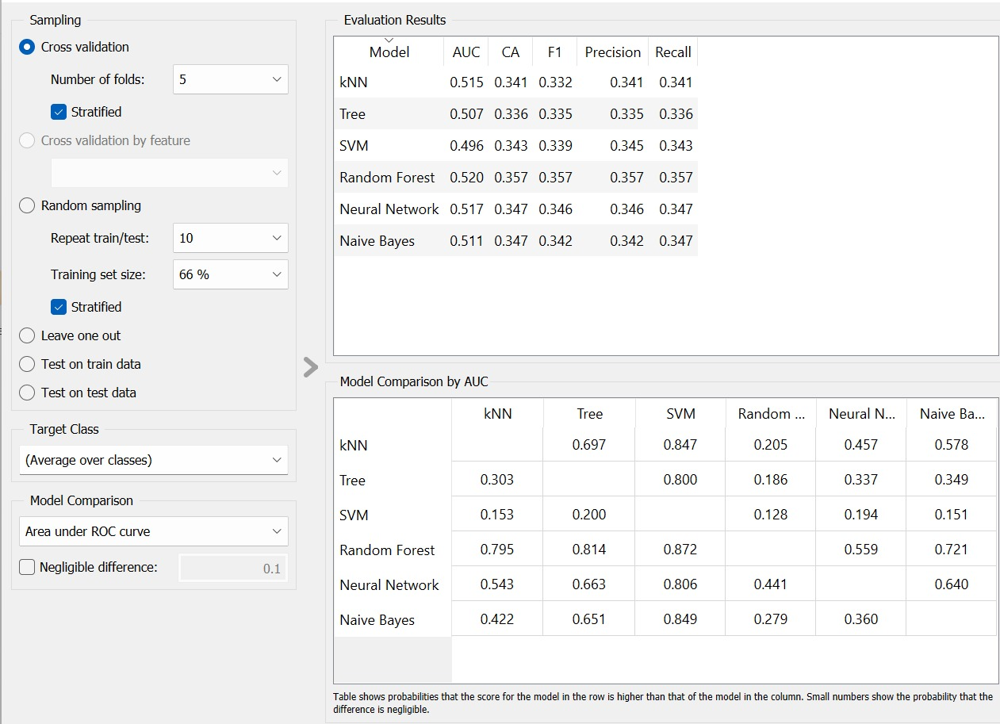 Sampling
Cross validation
Number of folds: 5
Stratified
Cross validation by feature
Random sampling
Repeat train/test: 10
Training set size: 66 %
Stratified
Leave one out
Test on train data
Test on test data
Target Class
(Average over classes)
Model Comparison
Area under ROC curve
Negligible difference: 0.1
Evaluation Results
Model AUC CA F1 Precision Recall
kNN 0.515 0.341 0.332 0.341 0.341
Tree 0.507 0.336 0.335 0.335 0.336
SVM 0.496 0.343 0.339 0.345 0.343
Random Forest 0.520 0.357 0.357 0.357 0.357
Neural Network 0.517 0.347 0.346 0.346 0.347
Naive Bayes 0.511 0.347 0.342 0.342 0.347
Model Comparison by AUC
kNN Tree SVM Random ... Neural N... Naive Ba...
kNN 0.697 0.847 0.205 0.457 0.578
Tree 0.303 0.800 0.186 0.337 0.349
SVM 0.153 0.200 0.128 0.194 0.151
Random Forest 0.795 0.814 0.872 0.559 0.721
Neural Network 0.543 0.663 0.806 0.441 0.640
Naive Bayes 0.422 0.651 0.849 0.279 0.360
Table shows probabilities that the score for the model in the row is higher than that of the model in the column. Small numbers show the probability that the
difference is negligible.